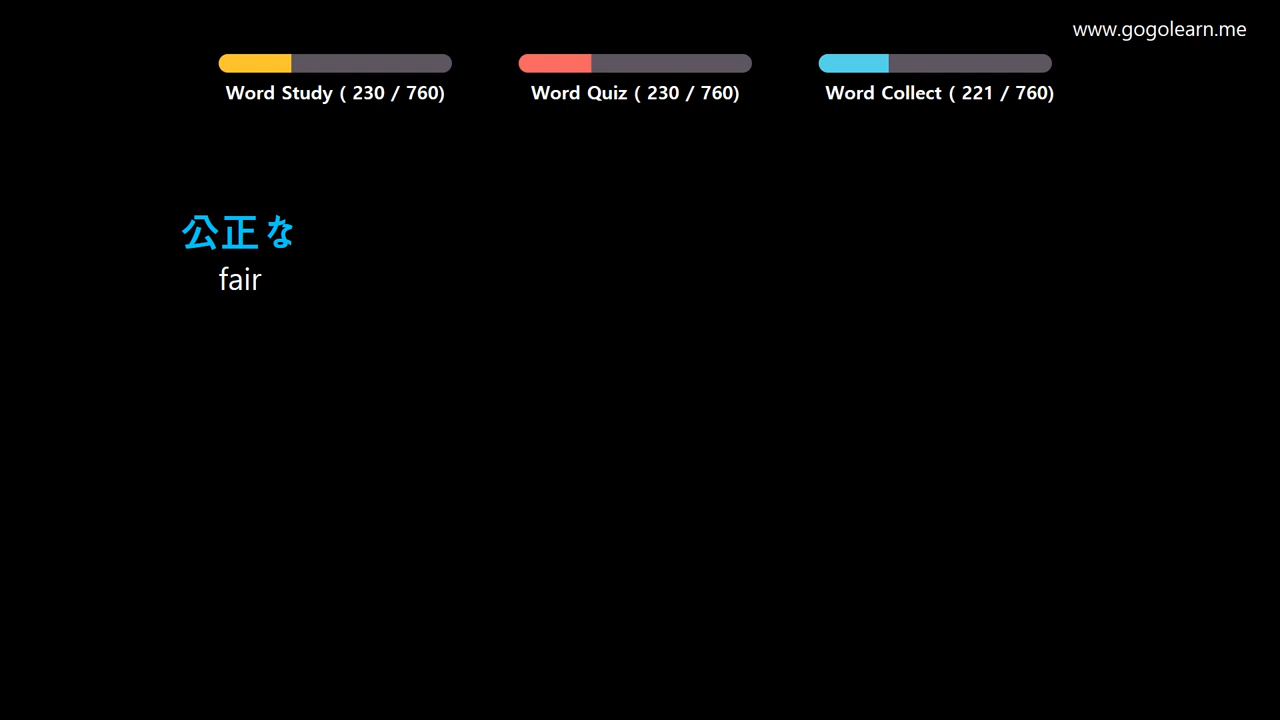 www.gogolearn.me
Word Study ( 230 / 760)
Word Quiz ( 230 / 760)
Word Collect ( 221 / 760)
公正な
fair